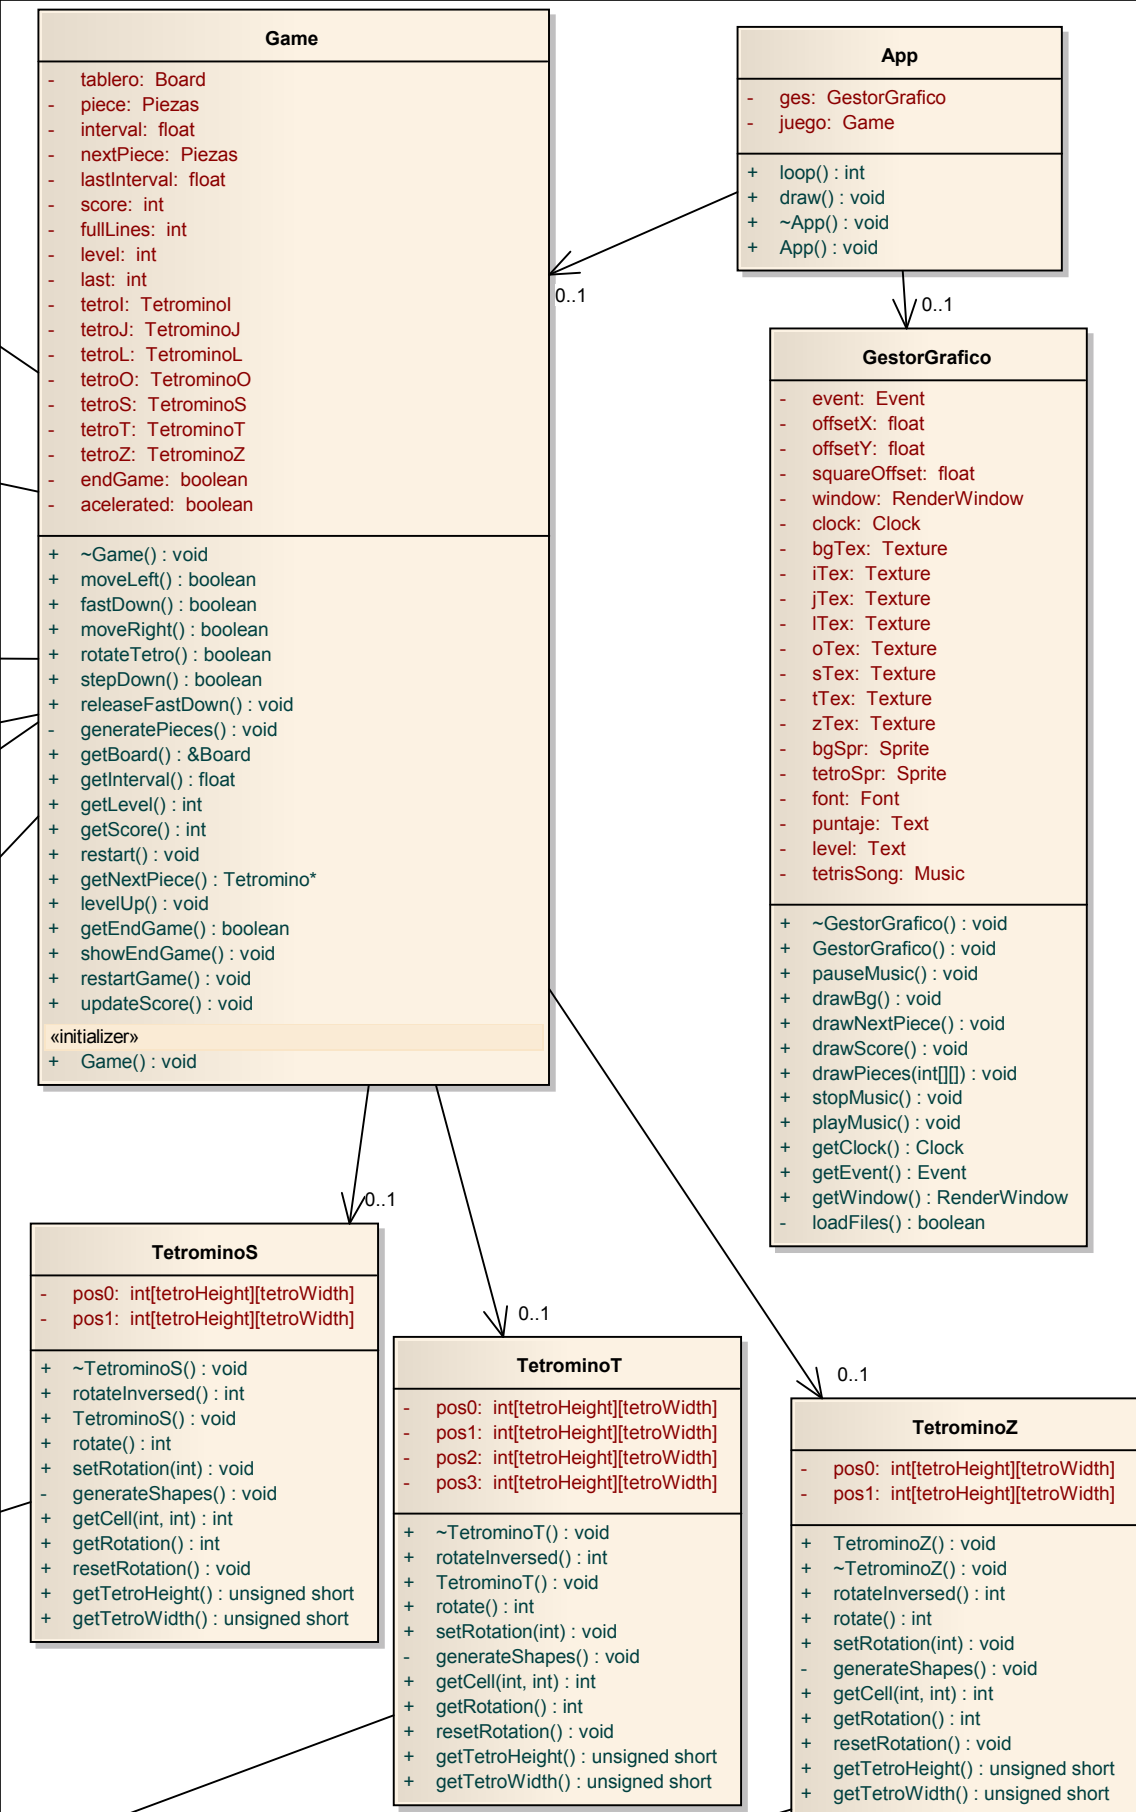 Game
- tablero: Board
- piece: Piezas
- interval: float
- nextPiece: Piezas
- lastInterval: float
- score: int
- fullLines: int
- level: int
- last: int
- tetroI: TetrominoI
- tetroJ: TetrominoJ
- tetroL: TetrominoL
- tetroO: TetrominoO
- tetroS: TetrominoS
- tetroT: TetrominoT
- tetroZ: TetrominoZ
- endGame: boolean
- acelerated: boolean
+ ~Game() : void
+ moveLeft() : boolean
+ fastDown() : boolean
+ moveRight() : boolean
+ rotateTetro() : boolean
+ stepDown() : boolean
+ releaseFastDown() : void
- generatePieces() : void
+ getBoard() : &Board
+ getInterval() : float
+ getLevel() : int
+ getScore() : int
+ restart() : void
+ getNextPiece() : Tetromino*
+ levelUp() : void
+ getEndGame() : boolean
+ showEndGame() : void
+ restartGame() : void
+ updateScore() : void
«initializer»
+ Game() : void
App
- ges: GestorGrafico
- juego: Game
+ loop() : int
+ draw() : void
+ ~App() : void
+ App() : void
0..1
0..1
GestorGrafico
- event: Event
- offsetX: float
- offsetY: float
- squareOffset: float
- window: RenderWindow
- clock: Clock
- bgTex: Texture
- iTex: Texture
- jTex: Texture
- lTex: Texture
- oTex: Texture
- sTex: Texture
- tTex: Texture
- zTex: Texture
- bgSpr: Sprite
- tetroSpr: Sprite
- font: Font
- puntaje: Text
- level: Text
- tetrisSong: Music
+ ~GestorGrafico() : void
+ GestorGrafico() : void
+ pauseMusic() : void
+ drawBg() : void
+ drawNextPiece() : void
+ drawScore() : void
+ drawPieces(int[][]) : void
+ stopMusic() : void
+ playMusic() : void
+ getClock() : Clock
+ getEvent() : Event
+ getWindow() : RenderWindow
- loadFiles() : boolean
0..1
TetrominoS
- pos0: int[tetroHeight][tetroWidth]
- pos1: int[tetroHeight][tetroWidth]
+ ~TetrominoS() : void
+ rotateInversed() : int
+ TetrominoS() : void
+ rotate() : int
+ setRotation(int) : void
- generateShapes() : void
+ getCell(int, int) : int
+ getRotation() : int
+ resetRotation() : void
+ getTetroHeight() : unsigned short
+ getTetroWidth() : unsigned short
0..1
TetrominoT
- pos0: int[tetroHeight][tetroWidth]
- pos1: int[tetroHeight][tetroWidth]
- pos2: int[tetroHeight][tetroWidth]
- pos3: int[tetroHeight][tetroWidth]
+ ~TetrominoT() : void
+ rotateInversed() : int
+ TetrominoT() : void
+ rotate() : int
+ setRotation(int) : void
- generateShapes() : void
+ getCell(int, int) : int
+ getRotation() : int
+ resetRotation() : void
+ getTetroHeight() : unsigned short
+ getTetroWidth() : unsigned short
0..1
TetrominoZ
- pos0: int[tetroHeight][tetroWidth]
- pos1: int[tetroHeight][tetroWidth]
+ TetrominoZ() : void
+ ~TetrominoZ() : void
+ rotateInversed() : int
+ rotate() : int
+ setRotation(int) : void
- generateShapes() : void
+ getCell(int, int) : int
+ getRotation() : int
+ resetRotation() : void
+ getTetroHeight() : unsigned short
+ getTetroWidth() : unsigned short